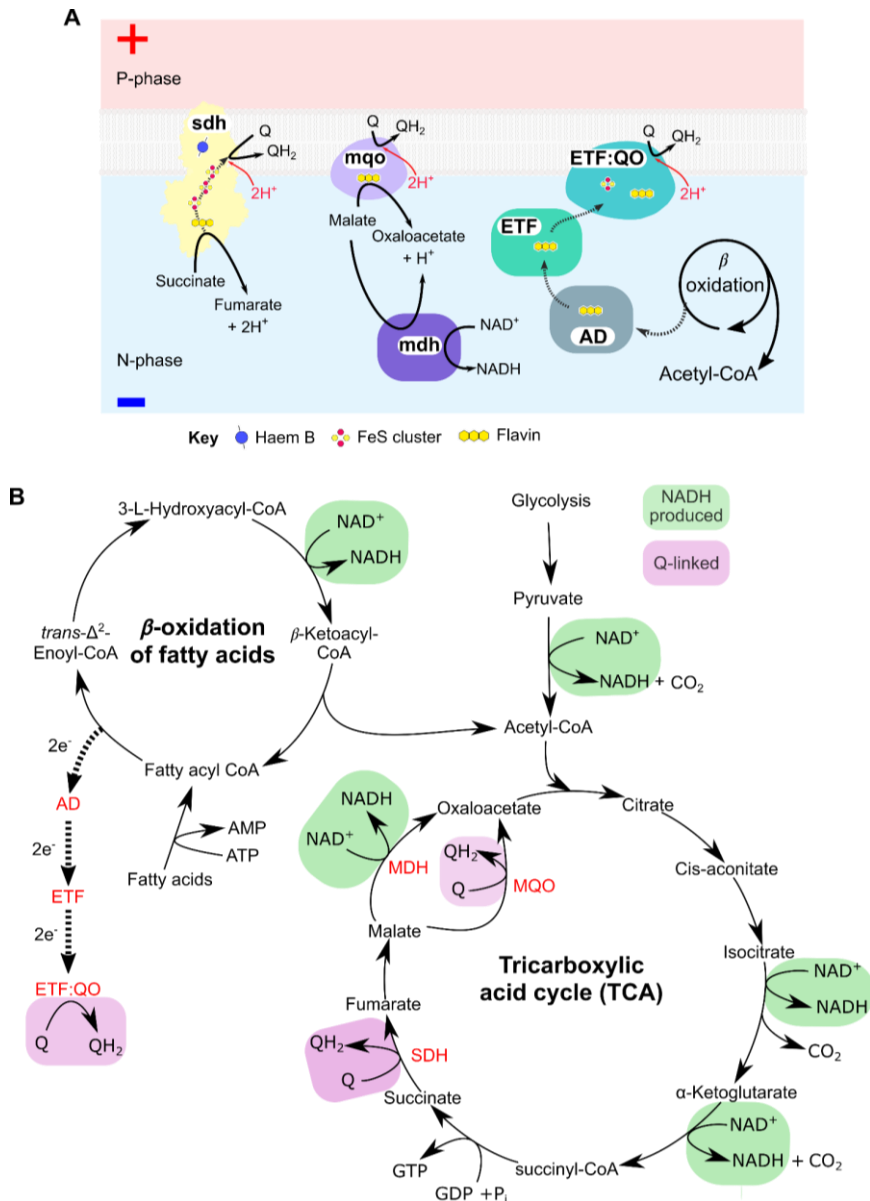 A
+
P-phase
sdh
Q
QH₂
2H⁺
Succinate
Fumarate
+ 2H⁺
mqo
Q
QH₂
2H⁺
Malate
Oxaloacetate
+ H⁺
mdh
NAD⁺
NADH
ETF:QO
Q
QH₂
2H⁺
ETF
AD
β
oxidation
Acetyl-CoA
N-phase
Key
Haem B
FeS cluster
Flavin
B
3-L-Hydroxyacyl-CoA
NAD⁺
NADH
trans-Δ²-
Enoyl-CoA
β-oxidation
of fatty acids
β-Ketoacyl-
CoA
2e⁻
Fatty acyl CoA
AD
AMP
ATP
2e⁻
Fatty acids
ETF
2e⁻
ETF:QO
Q
QH₂
Glycolysis
NADH
produced
Q-linked
Pyruvate
NAD⁺
NADH + CO₂
Acetyl-CoA
Oxaloacetate
Citrate
NADH
NAD⁺
MDH
QH₂
Q
MQO
Cis-aconitate
Malate
Isocitrate
Tricarboxylic
acid cycle (TCA)
NAD⁺
NADH
CO₂
Fumarate
QH₂
Q
SDH
Succinate
α-Ketoglutarate
NAD⁺
NADH + CO₂
succinyl-CoA
GTP
GDP +Pᵢ